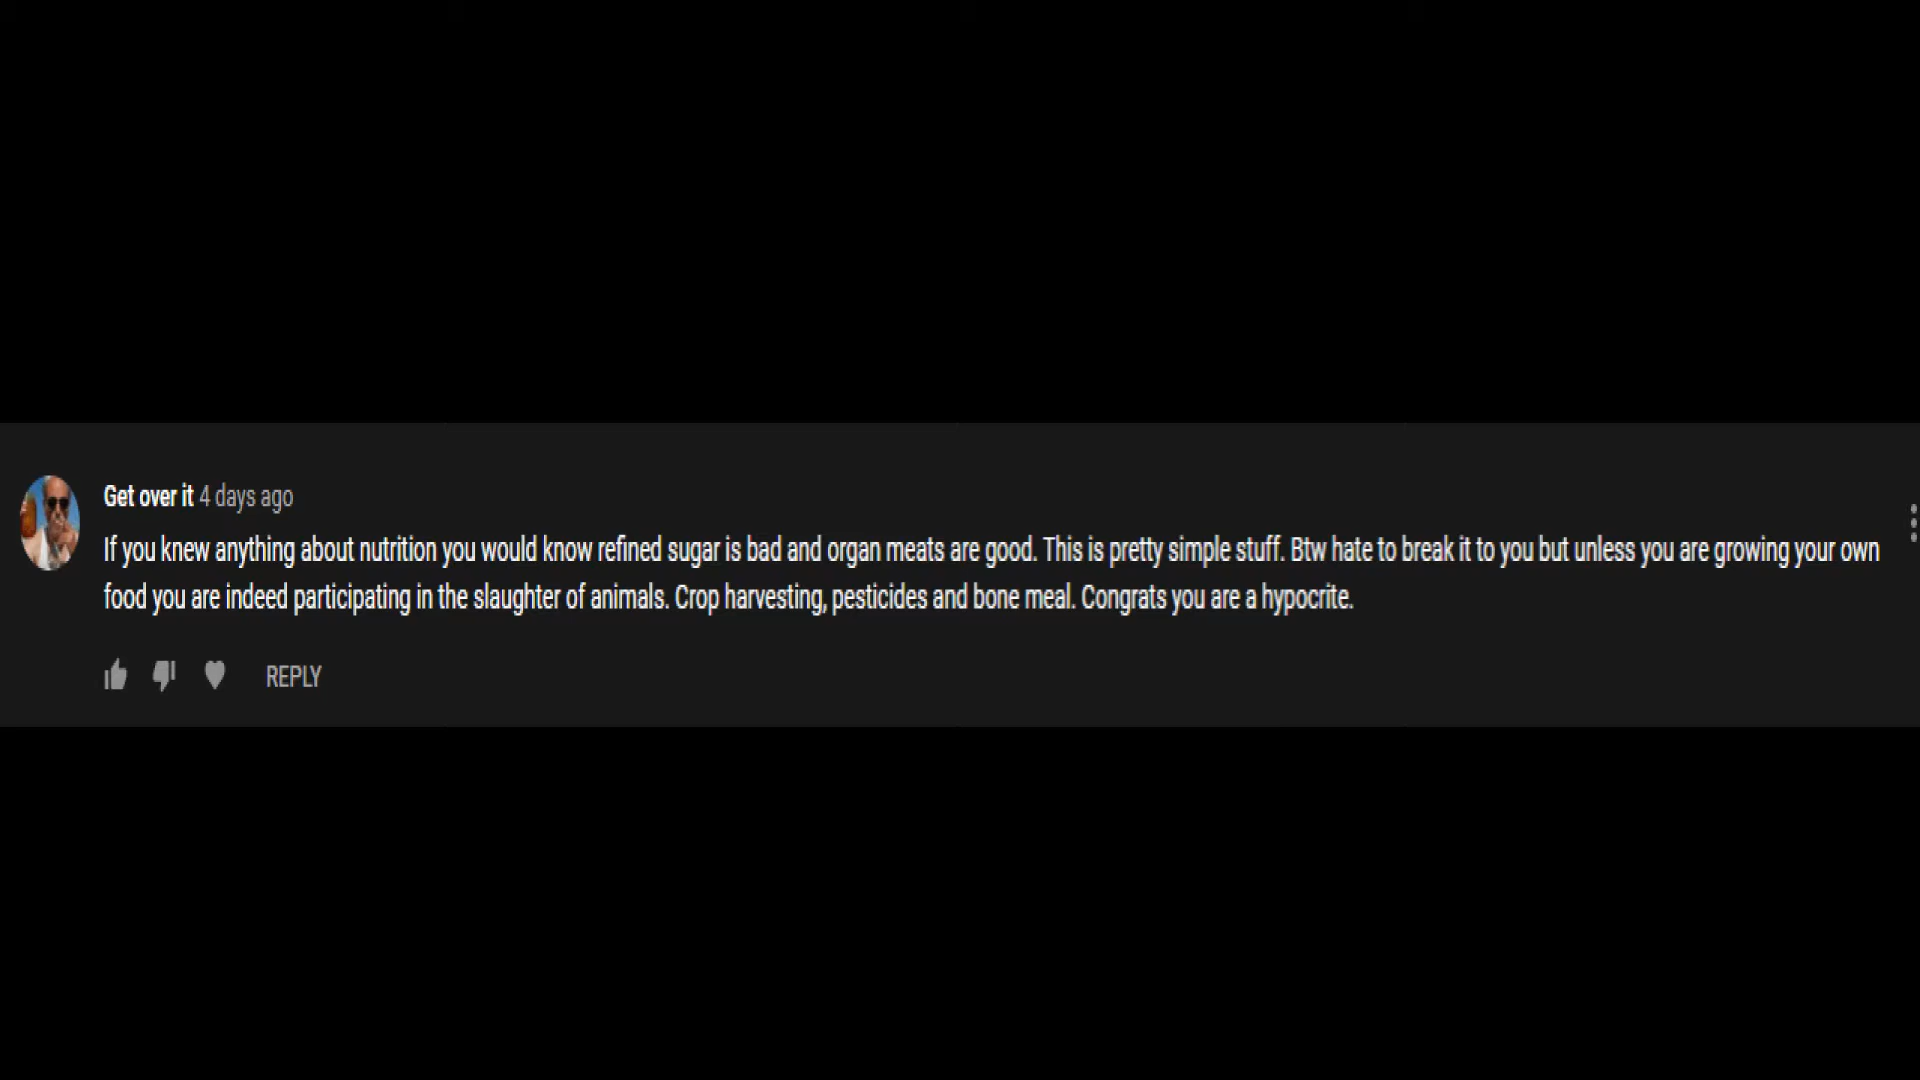 Get over it 4 days ago
If you knew anything about nutrition you would know refined sugar is bad and organ meats are good. This is pretty simple stuff. Btw hate to break it to you but unless you are growing your own
food you are indeed participating in the slaughter of animals. Crop harvesting, pesticides and bone meal. Congrats you are a hypocrite.
REPLY